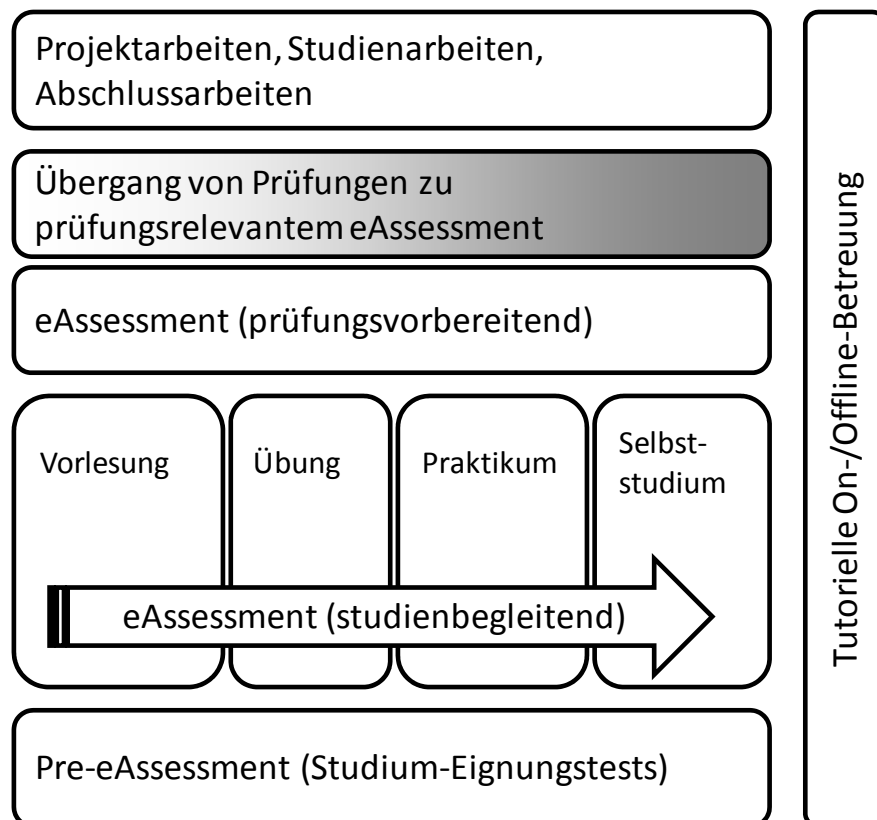 Projektarbeiten, Studienarbeiten,
Abschlussarbeiten
Übergang von Prüfungen zu
prüfungsrelevantem eAssessment
eAssessment (prüfungsvorbereitend)
Vorlesung
Übung
Praktikum
Selbst-
studium
eAssessment (studienbegleitend)
Pre-eAssessment (Studium-Eignungstests)
Tutorielle On-/Offline-Betreuung